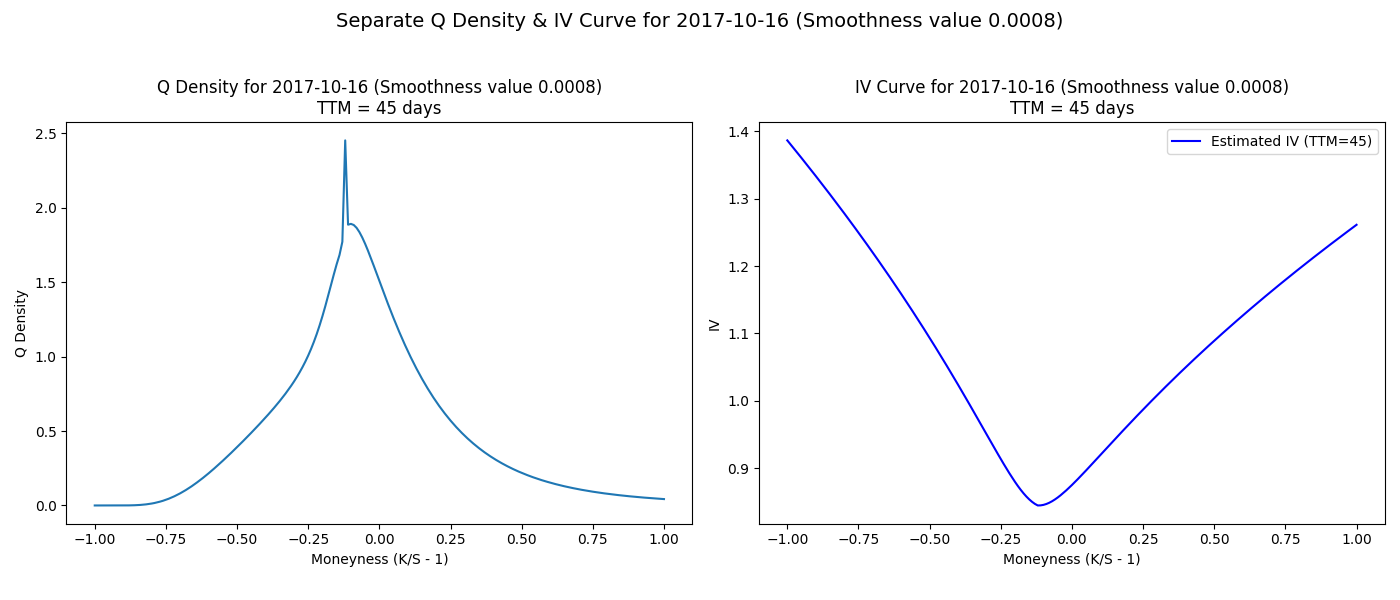 Separate Q Density & IV Curve for 2017-10-16 (Smoothness value 0.0008)
Q Density for 2017-10-16 (Smoothness value 0.0008)
TTM = 45 days
2.5
2.0
1.5
1.0
0.5
0.0
Q Density
−1.00 −0.75 −0.50 −0.25 0.00 0.25 0.50 0.75 1.00
Moneyness (K/S - 1)
IV Curve for 2017-10-16 (Smoothness value 0.0008)
TTM = 45 days
Estimated IV (TTM=45)
1.4
1.3
1.2
1.1
1.0
0.9
IV
−1.00 −0.75 −0.50 −0.25 0.00 0.25 0.50 0.75 1.00
Moneyness (K/S - 1)